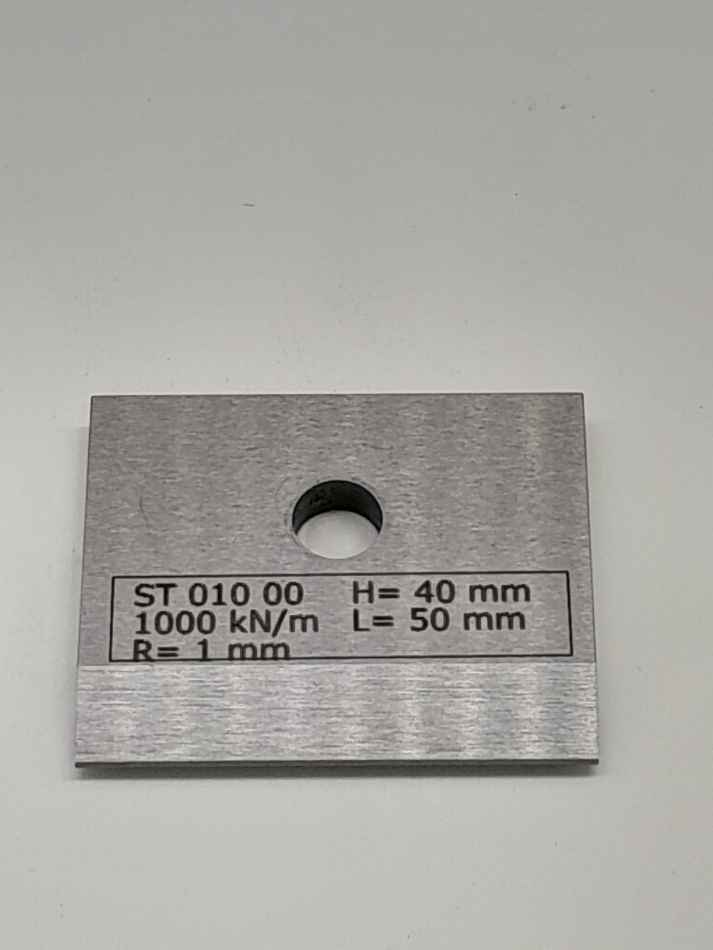 ST 010 00 H= 40 mm
1000 kN/m L= 50 mm
R= 1 mm